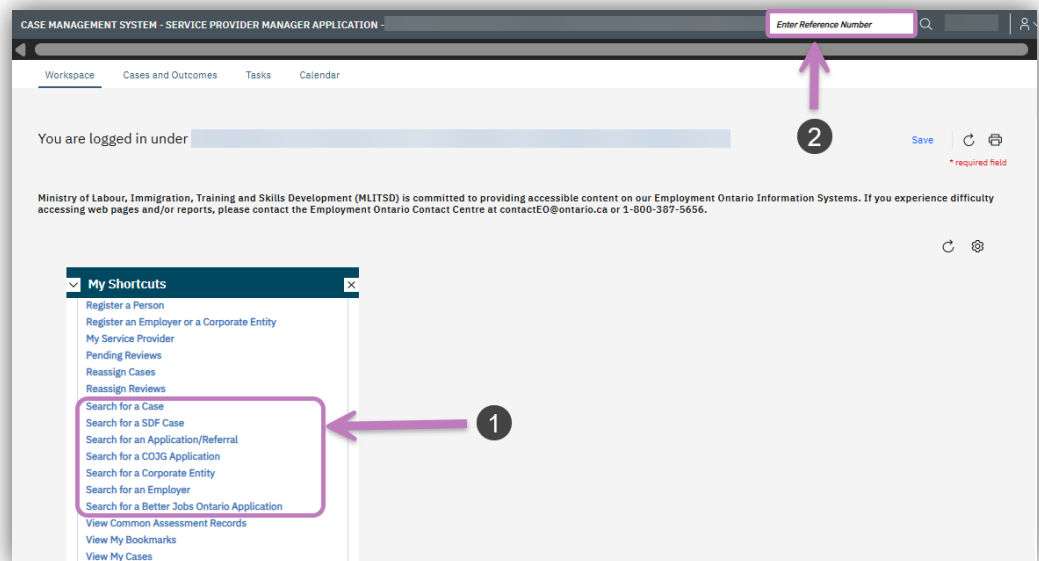 CASE MANAGEMENT SYSTEM - SERVICE PROVIDER MANAGER APPLICATION -
Enter Reference Number
Workspace Cases and Outcomes Tasks Calendar
2
You are logged in under
Save
* required field
Ministry of Labour, Immigration, Training and Skills Development (MLITSD) is committed to providing accessible content on our Employment Ontario Information Systems. If you experience difficulty
accessing web pages and/or reports, please contact the Employment Ontario Contact Centre at contactEO@ontario.ca or 1-800-387-5656.
My Shortcuts
Register a Person
Register an Employer or a Corporate Entity
My Service Provider
Pending Reviews
Reassign Cases
Reassign Reviews
Search for a Case
Search for a SDF Case
1
Search for an Application/Referral
Search for a COJG Application
Search for a Corporate Entity
Search for an Employer
Search for a Better Jobs Ontario Application
View Common Assessment Records
View My Bookmarks
View My Cases